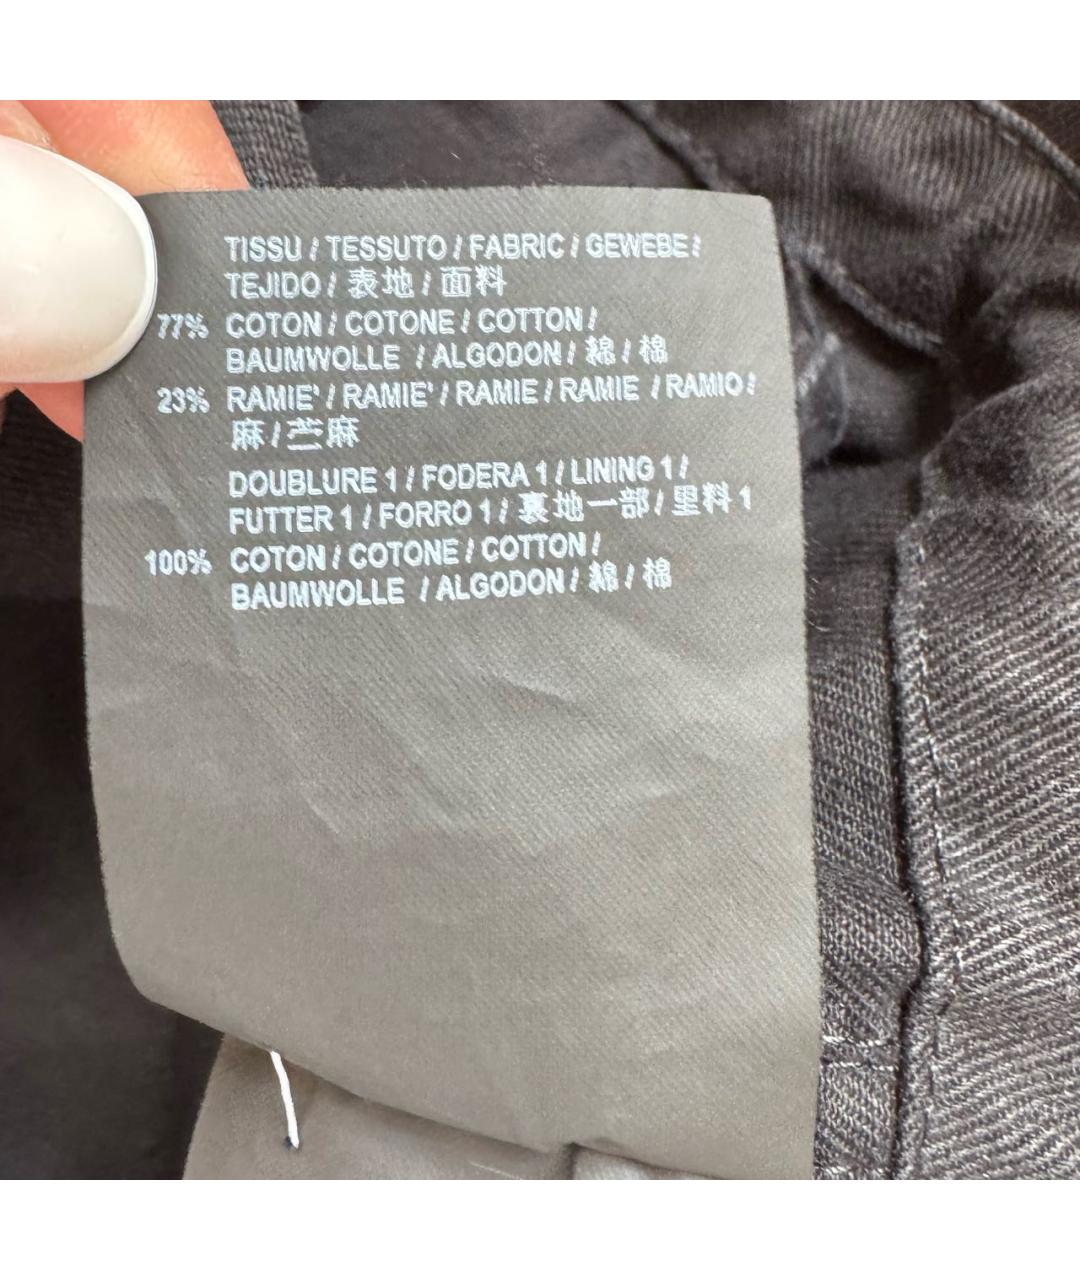 TISSU / TESSUTO / FABRIC / GEWEBE /
TEJIDO / 表地 / 面料
77% COTON / COTONE / COTTON /
BAUMWOLLE / ALGODON / 綿 / 棉
23% RAMIE' / RAMIE' / RAMIE / RAMIE / RAMIO /
麻 / 苎麻
DOUBLURE 1 / FODERA 1 / LINING 1 /
FUTTER 1 / FORRO 1 / 裏地一部 / 里料 1
100% COTON / COTONE / COTTON /
BAUMWOLLE / ALGODON / 綿 / 棉